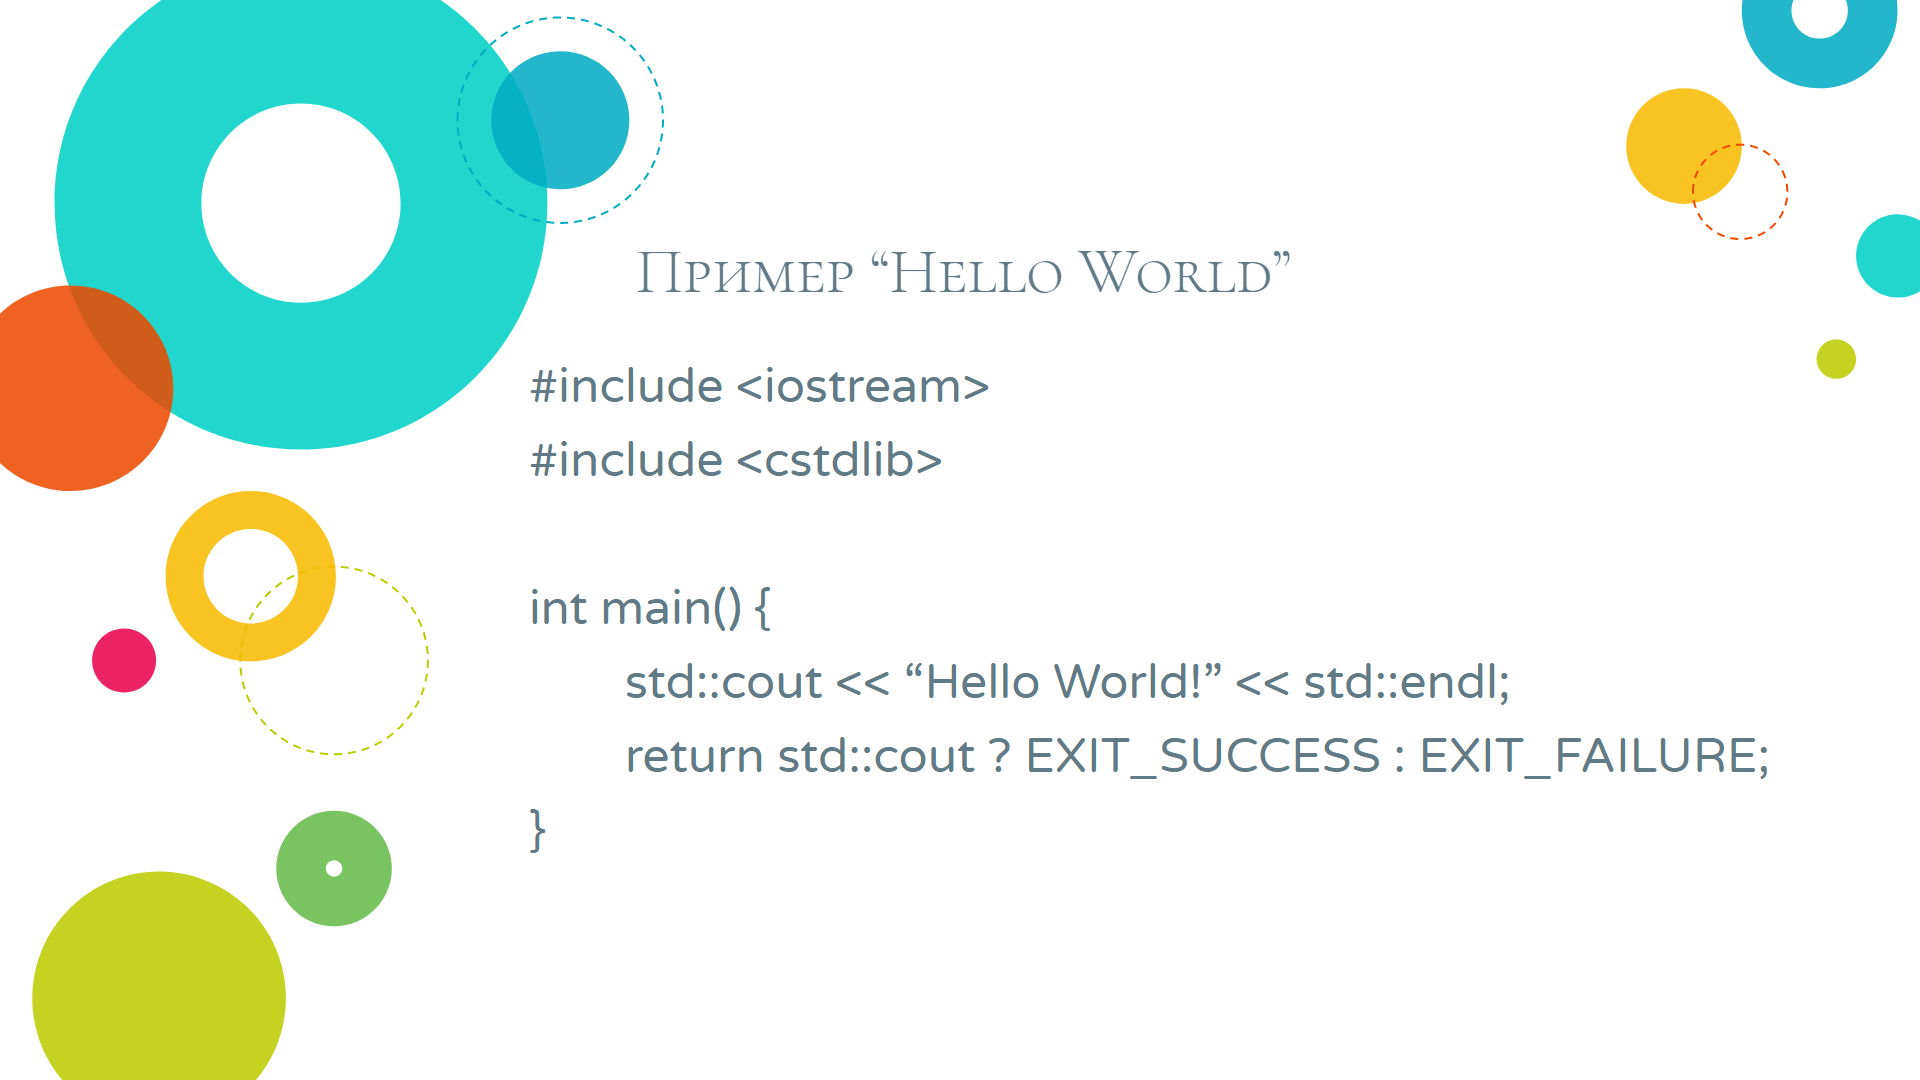 Пример “Hello World”
#include <iostream>
#include <cstdlib>
int main() {
std::cout << “Hello World!” << std::endl;
return std::cout ? EXIT_SUCCESS : EXIT_FAILURE;
}